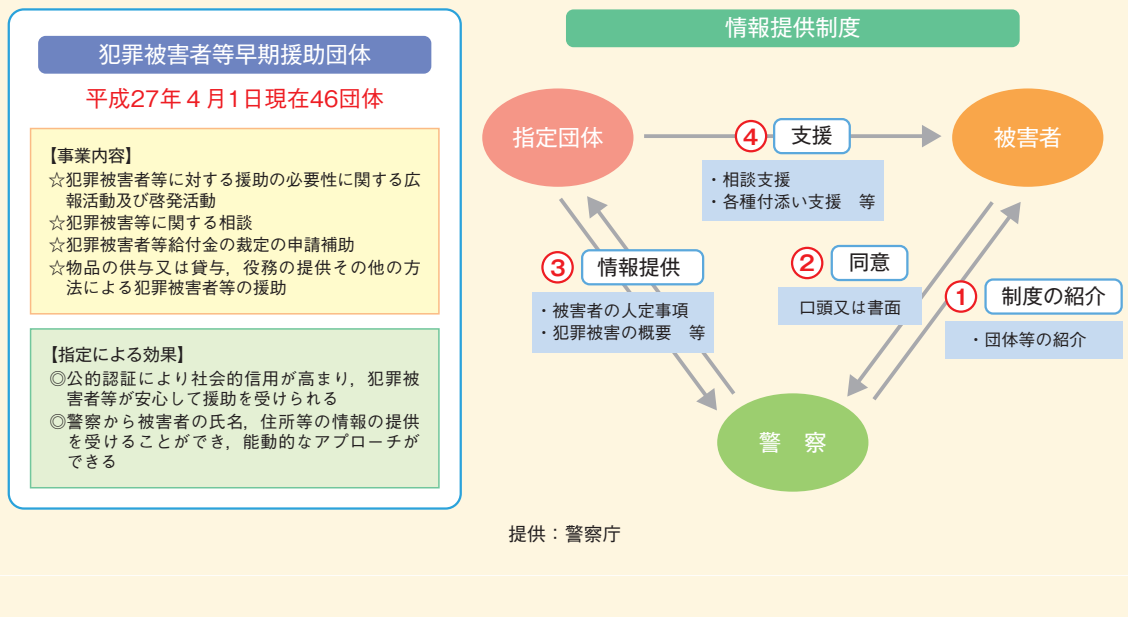 犯罪被害者等早期援助団体
平成27年4月1日現在46団体
【事業内容】
☆犯罪被害者等に対する援助の必要性に関する広
報活動及び啓発活動
☆犯罪被害等に関する相談
☆犯罪被害者等給付金の裁定の申請補助
☆物品の供与又は貸与，役務の提供その他の方
法による犯罪被害者等の援助
【指定による効果】
◎公的認証により社会的信用が高まり，犯罪被
害者等が安心して援助を受けられる
◎警察から被害者の氏名，住所等の情報の提供
を受けることができ，能動的なアプローチが
できる
情報提供制度
指定団体
④ 支援
・相談支援
・各種付添い支援　等
被害者
③ 情報提供
・被害者の人定事項
・犯罪被害の概要　等
② 同意
口頭又は書面
① 制度の紹介
・団体等の紹介
警　察
提供：警察庁